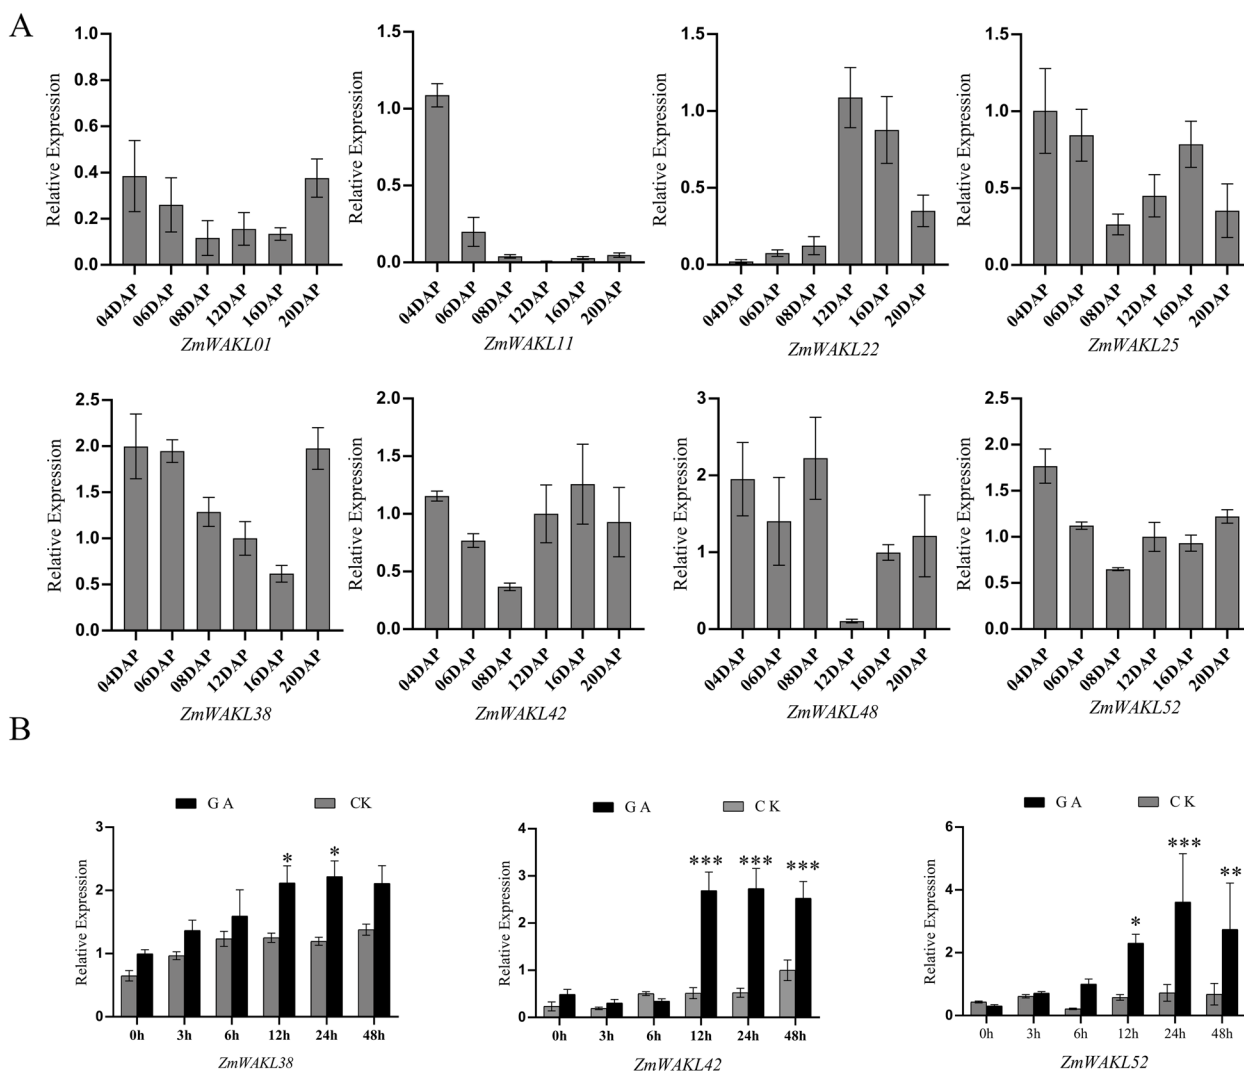 A
Relative Expression
1.0
0.8
0.6
0.4
0.2
0.0
04DAP
06DAP
08DAP
12DAP
16DAP
20DAP
ZmWAKL01
Relative Expression
1.5
1.0
0.5
0.0
04DAP
06DAP
08DAP
12DAP
16DAP
20DAP
ZmWAKL11
Relative Expression
1.5
1.0
0.5
0.0
04DAP
06DAP
08DAP
12DAP
16DAP
20DAP
ZmWAKL22
Relative Expression
1.5
1.0
0.5
0.0
04DAP
06DAP
08DAP
12DAP
16DAP
20DAP
ZmWAKL25
Relative Expression
2.5
2.0
1.5
1.0
0.5
0.0
04DAP
06DAP
08DAP
12DAP
16DAP
20DAP
ZmWAKL38
Relative Expression
2.0
1.5
1.0
0.5
0.0
04DAP
06DAP
08DAP
12DAP
16DAP
20DAP
ZmWAKL42
Relative Expression
3
2
1
0
04DAP
06DAP
08DAP
12DAP
16DAP
20DAP
ZmWAKL48
Relative Expression
2.5
2.0
1.5
1.0
0.5
0.0
04DAP
06DAP
08DAP
12DAP
16DAP
20DAP
ZmWAKL52
B
G A CK
Relative Expression
3
2
1
0
* *
0h 3h 6h 12h 24h 48h
ZmWAKL38
G A C K
Relative Expression
4
3
2
1
0
*** *** ***
0h 3h 6h 12h 24h 48h
ZmWAKL42
G A C K
Relative Expression
6
4
2
0
* *** **
0h 3h 6h 12h 24h 48h
ZmWAKL52